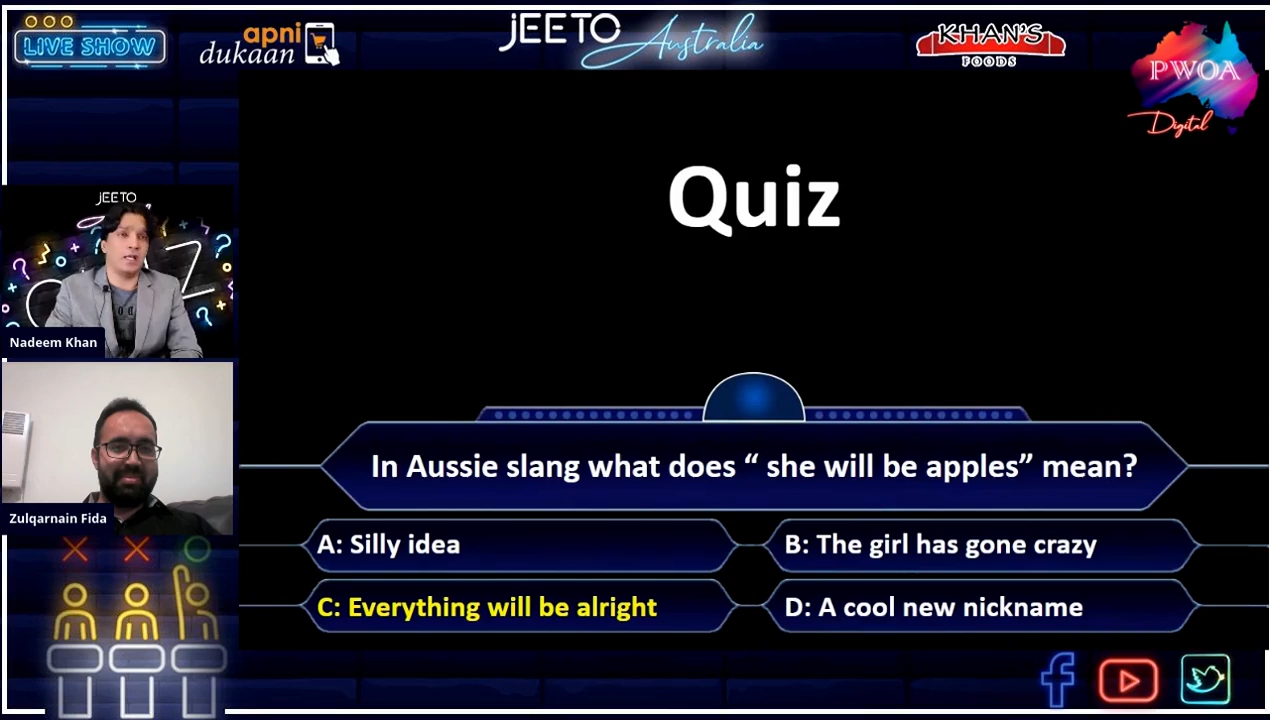 LIVE SHOW
apni
dukaan
JEETO
Australia
KHAN'S
FOODS
PWOA
Digital
Quiz
JEETO
Nadeem Khan
Zulqarnain Fida
In Aussie slang what does “ she will be apples” mean?
A: Silly idea
B: The girl has gone crazy
C: Everything will be alright
D: A cool new nickname